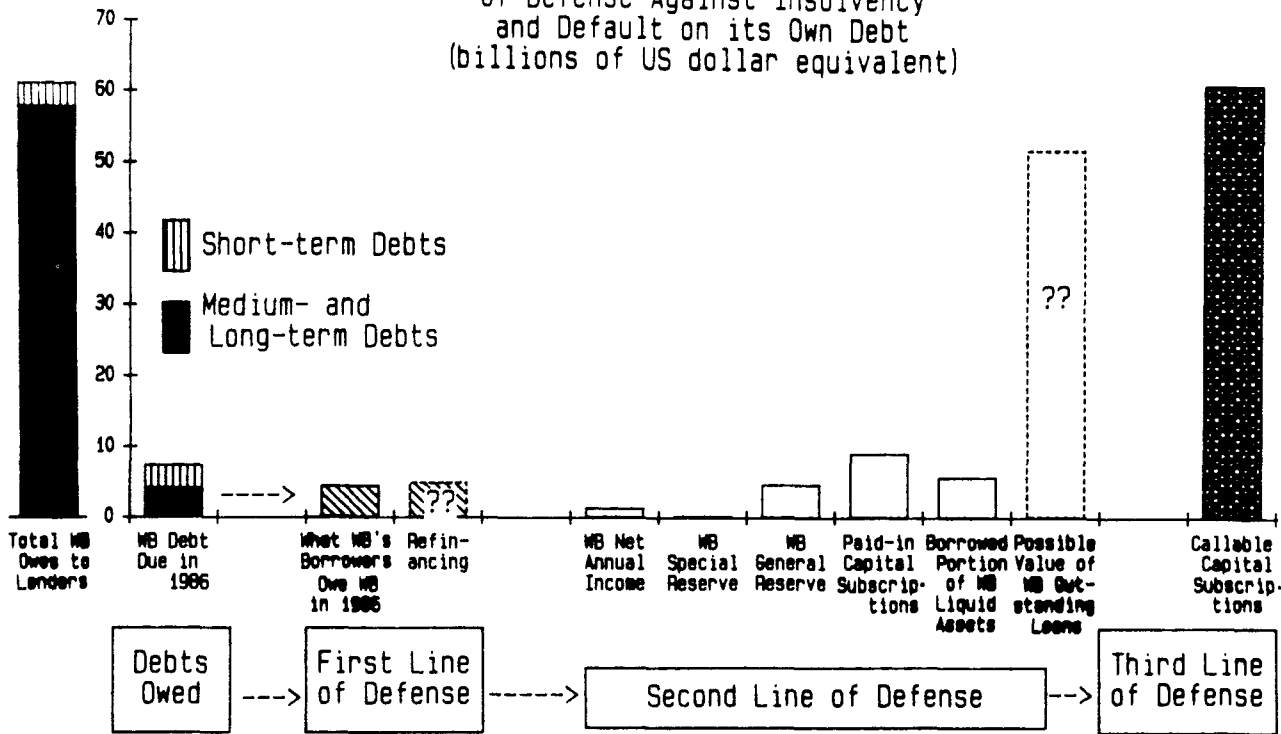 of Defense Against Insolvency
and Default on its Own Debt
(billions of US dollar equivalent)
70
60
50
40
30
20
10
0
Short-term Debts
Medium- and
Long-term Debts
??
??
Total WB
Owes to
Lenders
WB Debt
Due in
1986
What WB's
Borrowers
Owe WB
in 1986
Refin-
ancing
WB Net
Annual
Income
WB
Special
Reserve
WB
General
Reserve
Paid-in
Capital
Subscrip-
tions
Borrowed
Portion
of WB
Liquid
Assets
Possible
Value of
WB Out-
standing
Loans
Callable
Capital
Subscrip-
tions
Debts
Owed
First Line
of Defense
Second Line of Defense
Third Line
of Defense